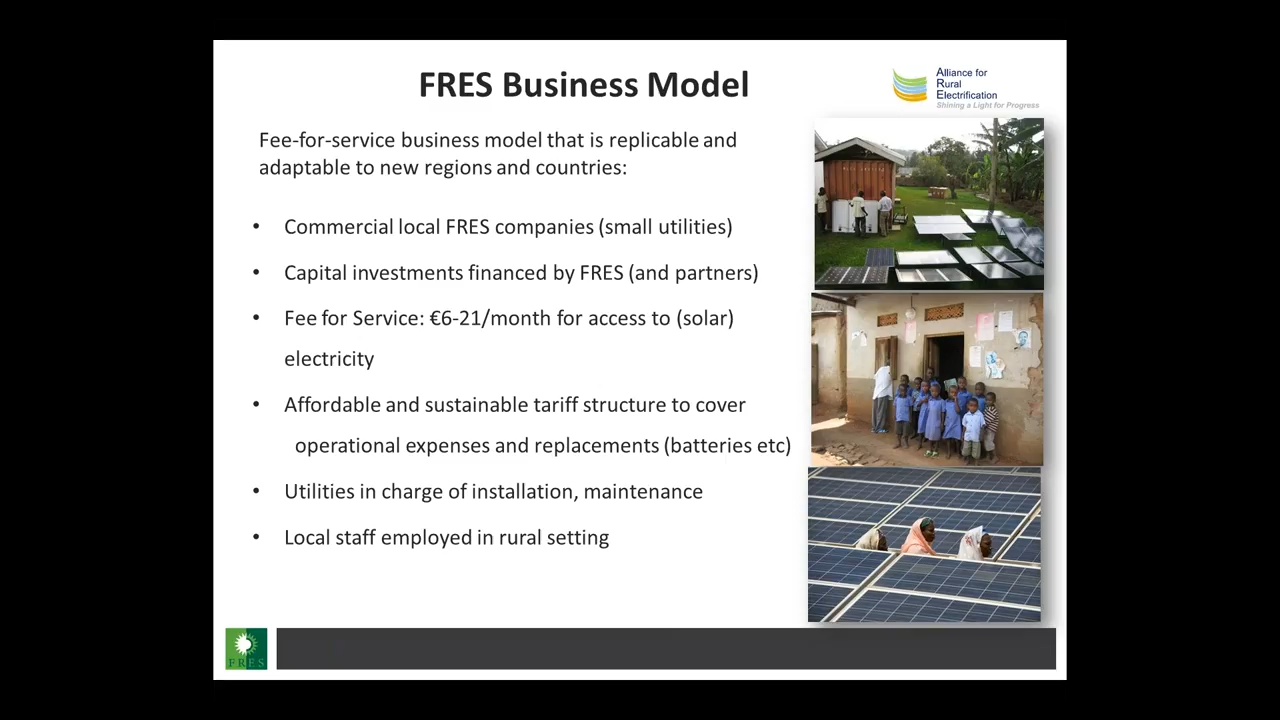 FRES Business Model
Alliance for
Rural
Electrification
Shining a Light for Progress
Fee-for-service business model that is replicable and
adaptable to new regions and countries:
• Commercial local FRES companies (small utilities)
• Capital investments financed by FRES (and partners)
• Fee for Service: €6-21/month for access to (solar)
electricity
• Affordable and sustainable tariff structure to cover
operational expenses and replacements (batteries etc)
• Utilities in charge of installation, maintenance
• Local staff employed in rural setting
FRES